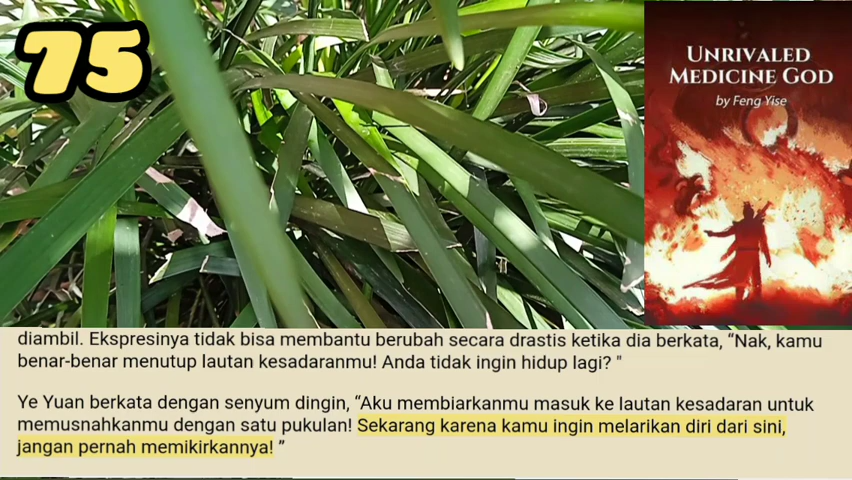 75
UNRIVALED
MEDICINE GOD
by Feng Yise
diambil. Ekspresinya tidak bisa membantu berubah secara drastis ketika dia berkata, “Nak, kamu
benar-benar menutup lautan kesadaranmu! Anda tidak ingin hidup lagi? "
Ye Yuan berkata dengan senyum dingin, “Aku membiarkanmu masuk ke lautan kesadaran untuk
memusnahkanmu dengan satu pukulan! Sekarang karena kamu ingin melarikan diri dari sini,
jangan pernah memikirkannya! ”